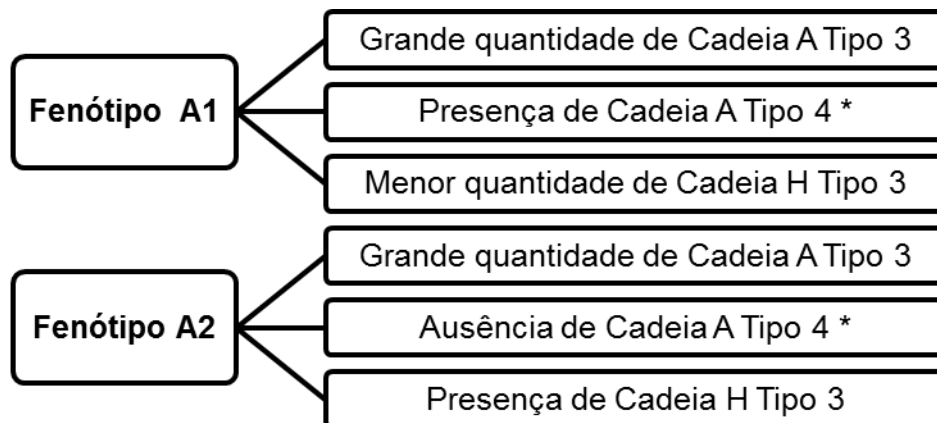 Fenótipo A1
Grande quantidade de Cadeia A Tipo 3
Presença de Cadeia A Tipo 4 *
Menor quantidade de Cadeia H Tipo 3
Fenótipo A2
Grande quantidade de Cadeia A Tipo 3
Ausência de Cadeia A Tipo 4 *
Presença de Cadeia H Tipo 3